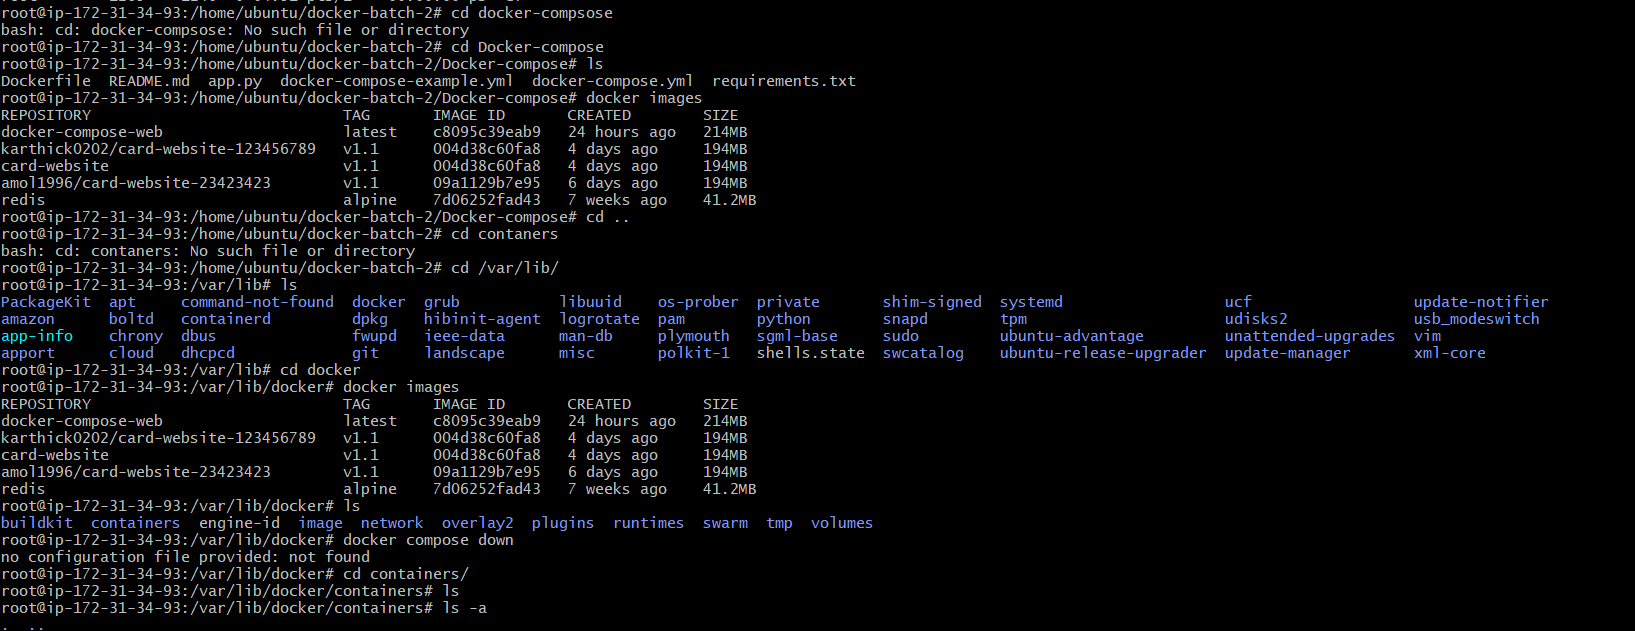 root@ip-172-31-34-93:/home/ubuntu/docker-batch-2# cd docker-compsose
bash: cd: docker-compsose: No such file or directory
root@ip-172-31-34-93:/home/ubuntu/docker-batch-2# cd Docker-compose
root@ip-172-31-34-93:/home/ubuntu/docker-batch-2/Docker-compose# ls
Dockerfile  README.md  app.py  docker-compose-example.yml  docker-compose.yml  requirements.txt
root@ip-172-31-34-93:/home/ubuntu/docker-batch-2/Docker-compose# docker images
REPOSITORY                            TAG       IMAGE ID       CREATED        SIZE
docker-compose-web                    latest    c8095c39eab9   24 hours ago   214MB
karthick0202/card-website-123456789   v1.1      004d38c60fa8   4 days ago     194MB
card-website                          v1.1      004d38c60fa8   4 days ago     194MB
amol1996/card-website-23423423        v1.1      09a1129b7e95   6 days ago     194MB
redis                                 alpine    7d06252fad43   7 weeks ago    41.2MB
root@ip-172-31-34-93:/home/ubuntu/docker-batch-2/Docker-compose# cd ..
root@ip-172-31-34-93:/home/ubuntu/docker-batch-2# cd contaners
bash: cd: contaners: No such file or directory
root@ip-172-31-34-93:/home/ubuntu/docker-batch-2# cd /var/lib/
root@ip-172-31-34-93:/var/lib# ls
PackageKit  apt     command-not-found  docker  grub            libuuid    os-prober  private       shim-signed  systemd                  ucf                  update-notifier
amazon      boltd   containerd         dpkg    hibinit-agent   logrotate  pam        python        snapd        tpm                      udisks2              usb_modeswitch
app-info    chrony  dbus               fwupd   ieee-data       man-db     plymouth   sgml-base     sudo         ubuntu-advantage         unattended-upgrades  vim
apport      cloud   dhcpcd             git     landscape       misc       polkit-1   shells.state  swcatalog    ubuntu-release-upgrader  update-manager       xml-core
root@ip-172-31-34-93:/var/lib# cd docker
root@ip-172-31-34-93:/var/lib/docker# docker images
REPOSITORY                            TAG       IMAGE ID       CREATED        SIZE
docker-compose-web                    latest    c8095c39eab9   24 hours ago   214MB
karthick0202/card-website-123456789   v1.1      004d38c60fa8   4 days ago     194MB
card-website                          v1.1      004d38c60fa8   4 days ago     194MB
amol1996/card-website-23423423        v1.1      09a1129b7e95   6 days ago     194MB
redis                                 alpine    7d06252fad43   7 weeks ago    41.2MB
root@ip-172-31-34-93:/var/lib/docker# ls
buildkit  containers  engine-id  image  network  overlay2  plugins  runtimes  swarm  tmp  volumes
root@ip-172-31-34-93:/var/lib/docker# docker compose down
no configuration file provided: not found
root@ip-172-31-34-93:/var/lib/docker# cd containers/
root@ip-172-31-34-93:/var/lib/docker/containers# ls
root@ip-172-31-34-93:/var/lib/docker/containers# ls -a
.  ..